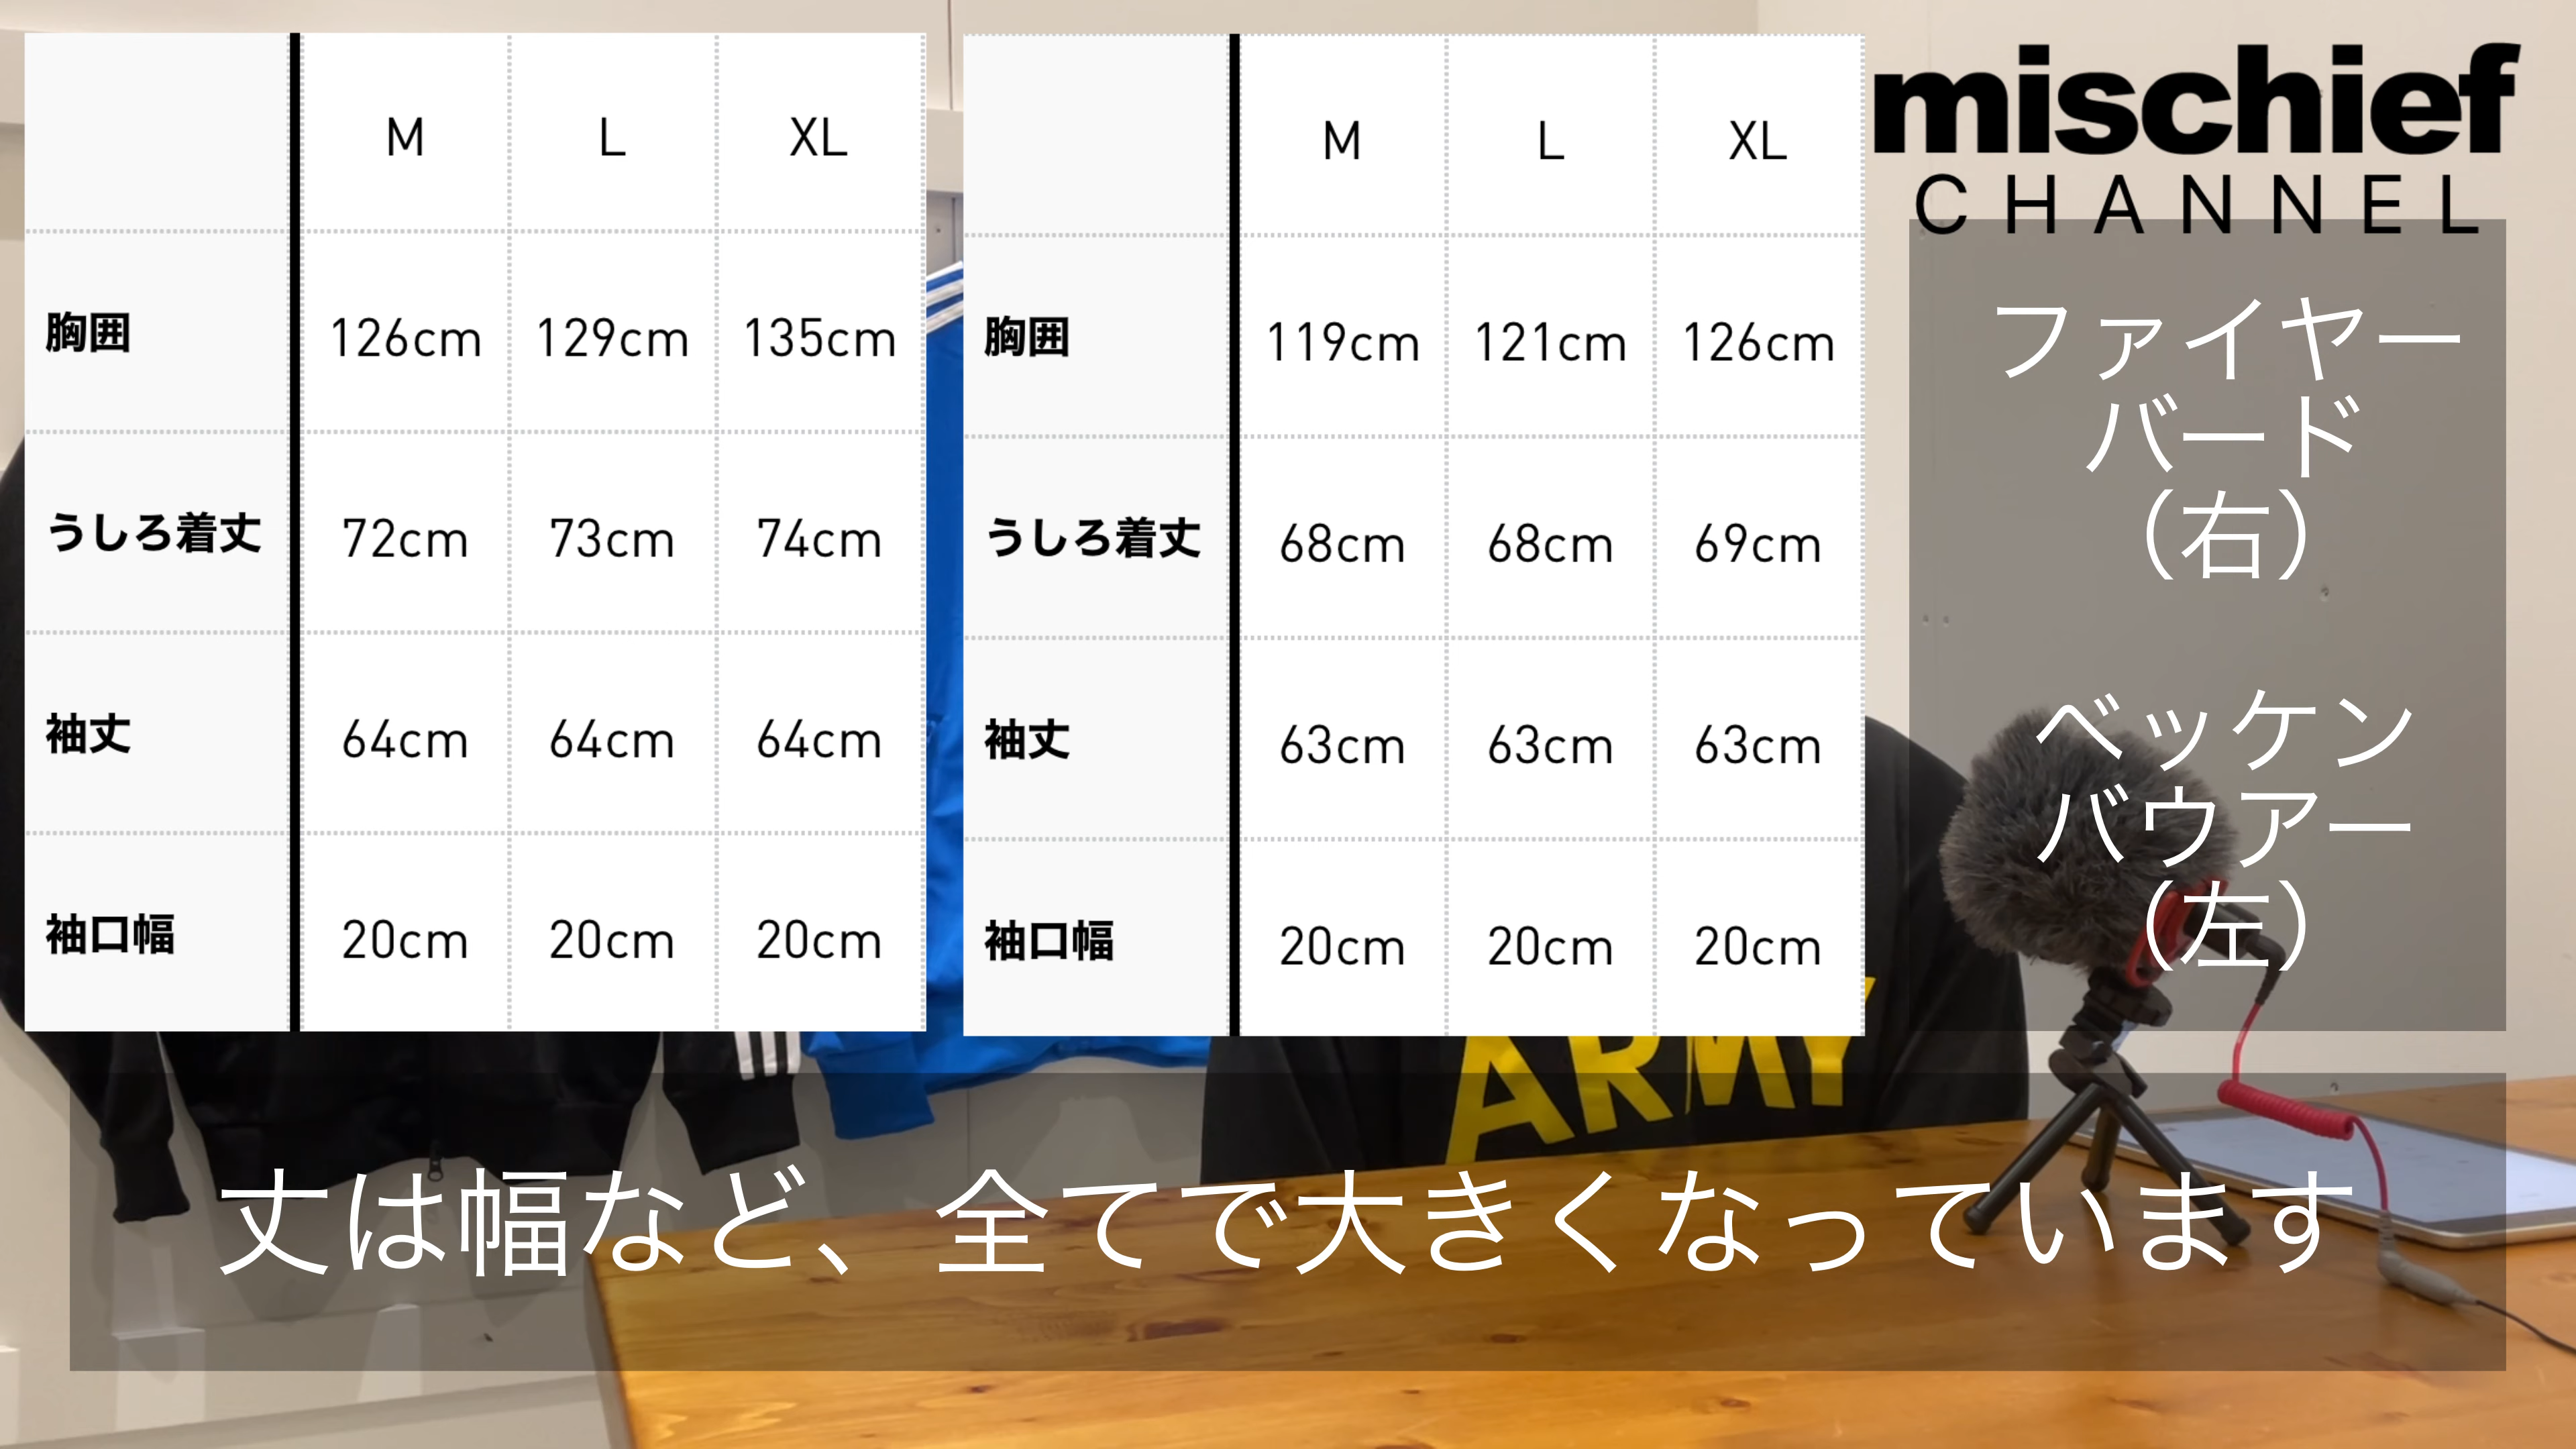 M L XL
胸囲 126cm 129cm 135cm
うしろ着丈 72cm 73cm 74cm
袖丈 64cm 64cm 64cm
袖口幅 20cm 20cm 20cm
M L XL
胸囲 119cm 121cm 126cm
うしろ着丈 68cm 68cm 69cm
袖丈 63cm 63cm 63cm
袖口幅 20cm 20cm 20cm
mischief
CHANNEL
ファイヤー
バード
（右）
ベッケン
バウアー
（左）
ARMY
丈は幅など、全てで大きくなっています